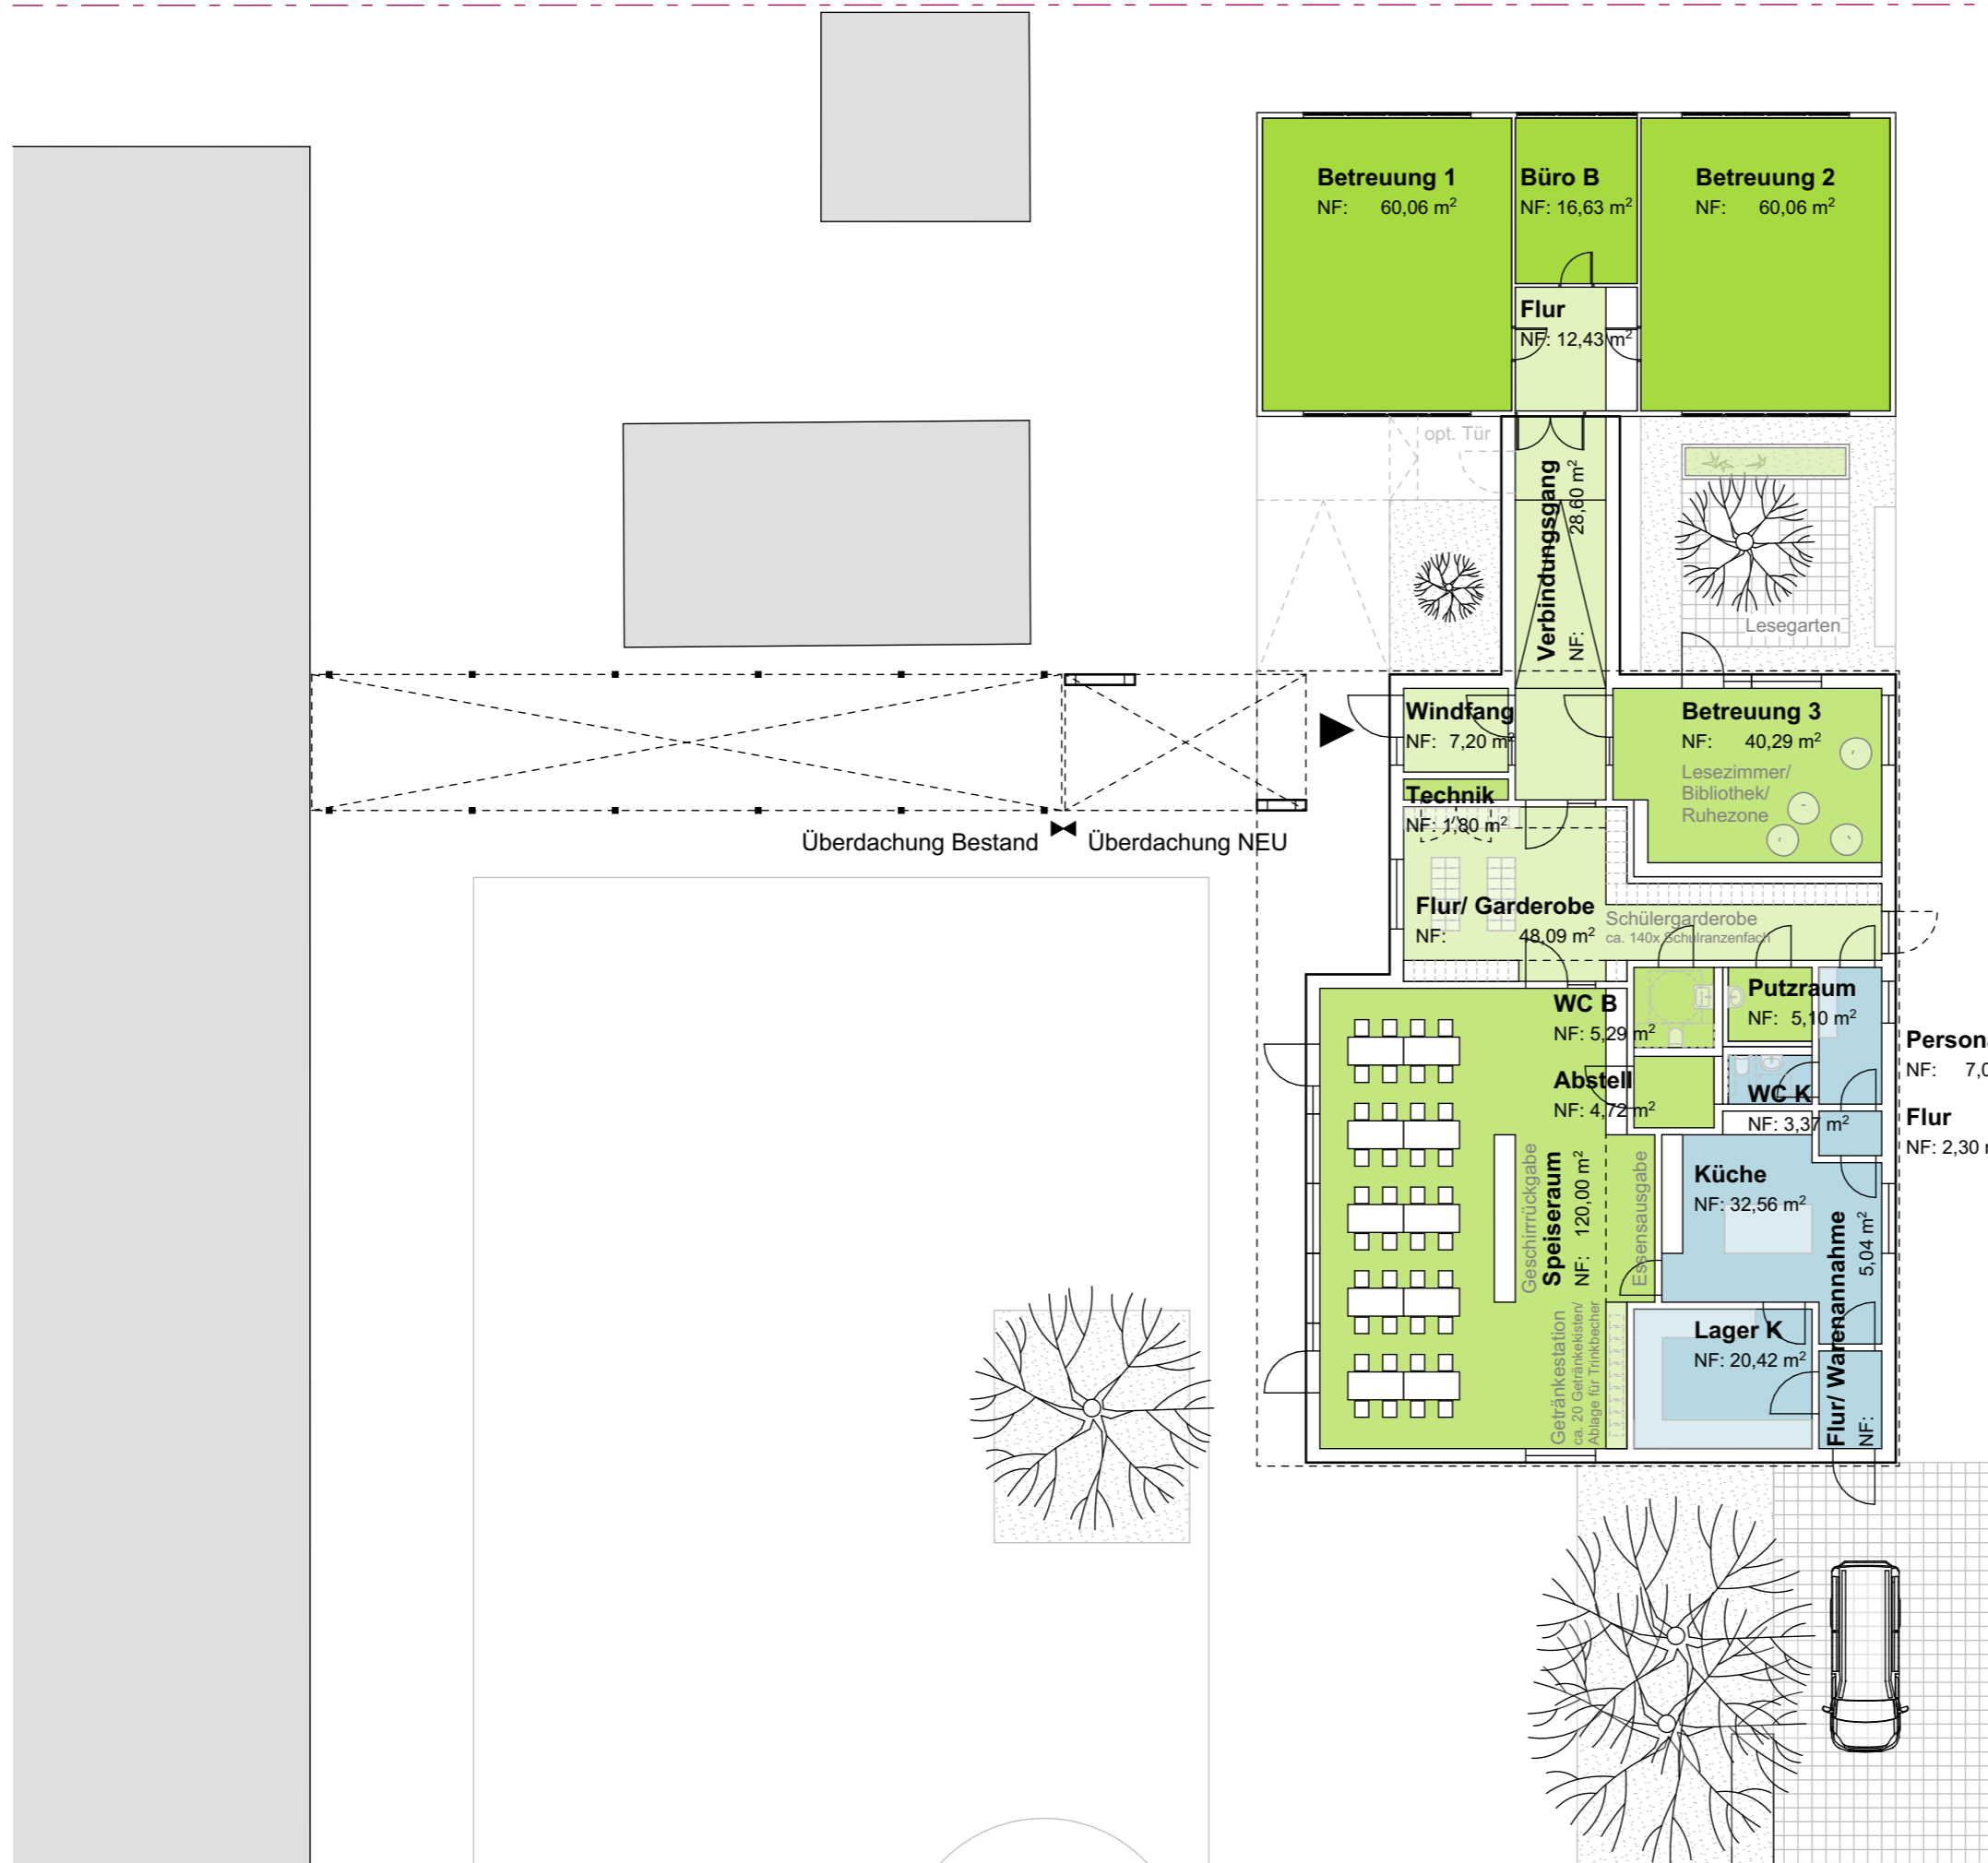 Betreuung 1
NF: 60,06 m²
Büro B
NF: 16,63 m²
Betreuung 2
NF: 60,06 m²
Flur
NF: 12,43 m²
opt. Tür
Verbindungsgang
NF: 28,60 m²
Lesegarten
Windfang
NF: 7,20 m²
Betreuung 3
NF: 40,29 m²
Lesezimmer/
Bibliothek/
Ruhezone
Technik
NF: 1,80 m²
Überdachung Bestand
Überdachung NEU
Flur/ Garderobe
NF: 48,09 m²
Schülergarderobe
ca. 140x Schulranzenfach
WC B
NF: 5,29 m²
Putzraum
NF: 5,10 m²
Person
NF: 7,0
Abstell
NF: 4,72 m²
WC K
NF: 3,37 m²
Flur
NF: 2,30
Geschirrrückgabe
Speiseraum
NF: 120,00 m²
Essensausgabe
Küche
NF: 32,56 m²
Flur/ Warenannahme
NF: 5,04 m²
Getränkestation
ca. 20 Getränkekisten/
Ablage für Trinkbecher
Lager K
NF: 20,42 m²